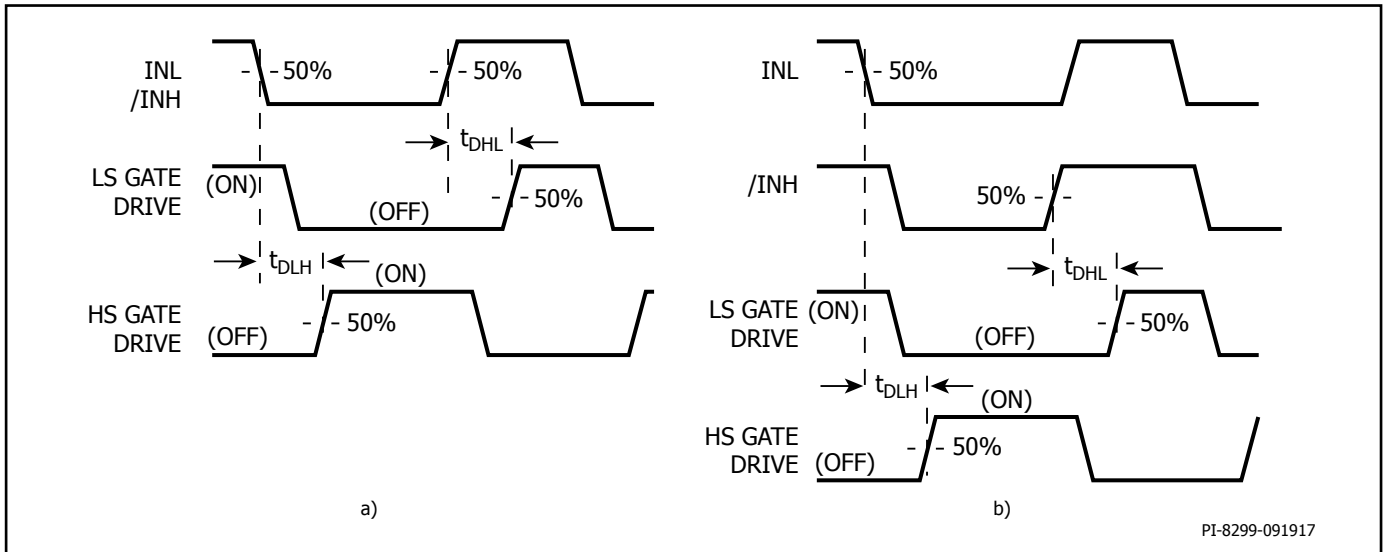 INL
/INH
50%
50%
tDHL
LS GATE
DRIVE
(ON)
(OFF)
50%
tDLH
(ON)
HS GATE
DRIVE
(OFF)
50%
a)
INL
50%
/INH
50%
tDHL
LS GATE
DRIVE
(ON)
(OFF)
50%
tDLH
(ON)
HS GATE
DRIVE
(OFF)
50%
b)
PI-8299-091917